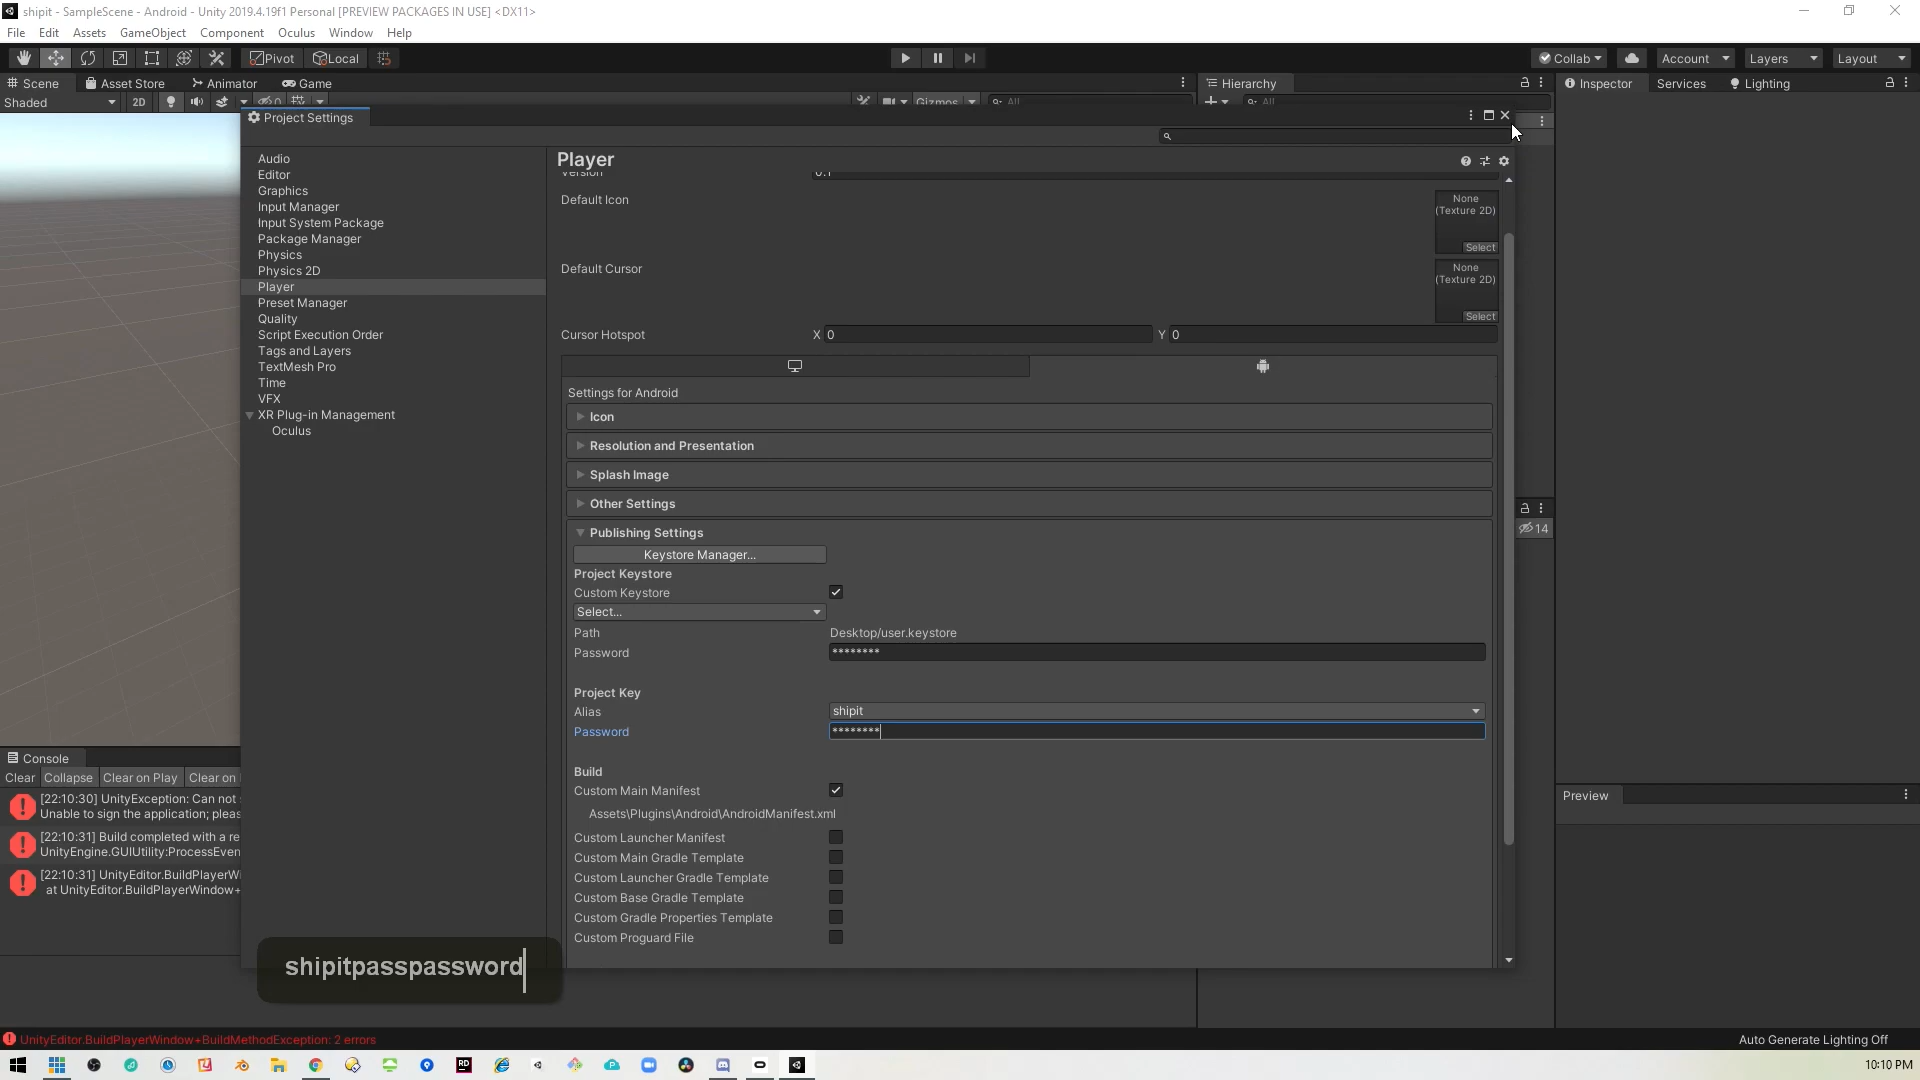 shipit - SampleScene - Android - Unity 2019.4.19f1 Personal [PREVIEW PACKAGES IN USE] <DX11>
File Edit Assets GameObject Component Oculus Window Help
Pivot Local Collab Account Layers Layout
Scene Asset Store Animator Game Hierarchy Inspector Services Lighting
Shaded 2D 0 Gizmos All All
Project Settings
Audio
Editor
Graphics
Input Manager
Input System Package
Package Manager
Physics
Physics 2D
Player
Preset Manager
Quality
Script Execution Order
Tags and Layers
TextMesh Pro
Time
VFX
XR Plug-in Management
Oculus
Player
Version 0.1
Default Icon
None
(Texture 2D)
Select
Default Cursor
None
(Texture 2D)
Select
Cursor Hotspot X 0 Y 0
Settings for Android
Icon
Resolution and Presentation
Splash Image
Other Settings
Publishing Settings
Keystore Manager...
Project Keystore
Custom Keystore
Select...
Path Desktop/user.keystore
Password ********
Project Key
Alias shipit
Password ********
Build
Custom Main Manifest
Assets\Plugins\Android\AndroidManifest.xml
Custom Launcher Manifest
Custom Main Gradle Template
Custom Launcher Gradle Template
Custom Base Gradle Template
Custom Gradle Properties Template
Custom Proguard File
14
Console
Clear Collapse Clear on Play Clear on
[22:10:30] UnityException: Can not
Unable to sign the application; pleas
[22:10:31] Build completed with a re
UnityEngine.GUIUtility:ProcessEven
[22:10:31] UnityEditor.BuildPlayerW
at UnityEditor.BuildPlayerWindow+
Preview
shipitpasspassword
UnityEditor.BuildPlayerWindow+BuildMethodException: 2 errors
Auto Generate Lighting Off
RD
10:10 PM